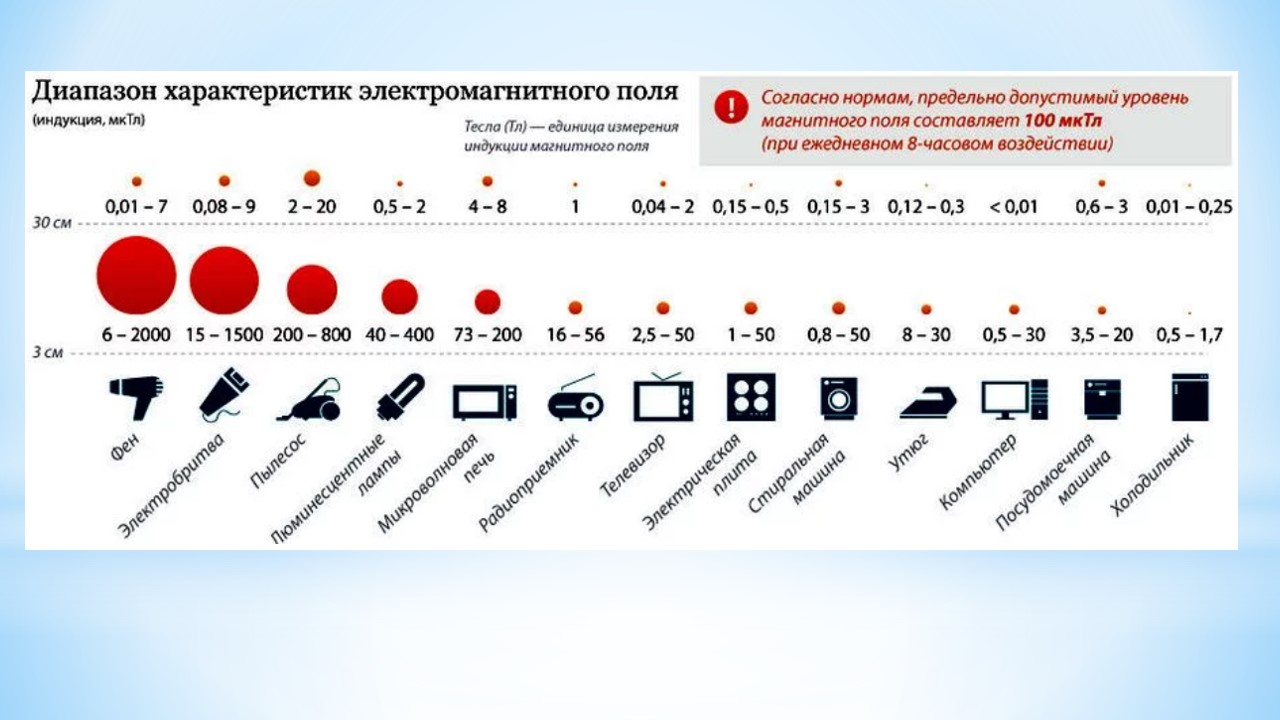 Диапазон характеристик электромагнитного поля
(индукция, мкТл)
Тесла (Тл) — единица измерения
индукции магнитного поля
Согласно нормам, предельно допустимый уровень
магнитного поля составляет 100 мкТл
(при ежедневном 8-часовом воздействии)
0,01 – 7 0,08 – 9 2 – 20 0,5 – 2 4 – 8 1 0,04 – 2 0,15 – 0,5 0,15 – 3 0,12 – 0,3 < 0,01 0,6 – 3 0,01 – 0,25
30 см
6 – 2000 15 – 1500 200 – 800 40 – 400 73 – 200 16 – 56 2,5 – 50 1 – 50 0,8 – 50 8 – 30 0,5 – 30 3,5 – 20 0,5 – 1,7
3 см
Фен
Электробритва
Пылесос
Люминесцентные
лампы
Микроволновая
печь
Радиоприемник
Телевизор
Электрическая
плита
Стиральная
машина
Утюг
Компьютер
Посудомоечная
машина
Холодильник